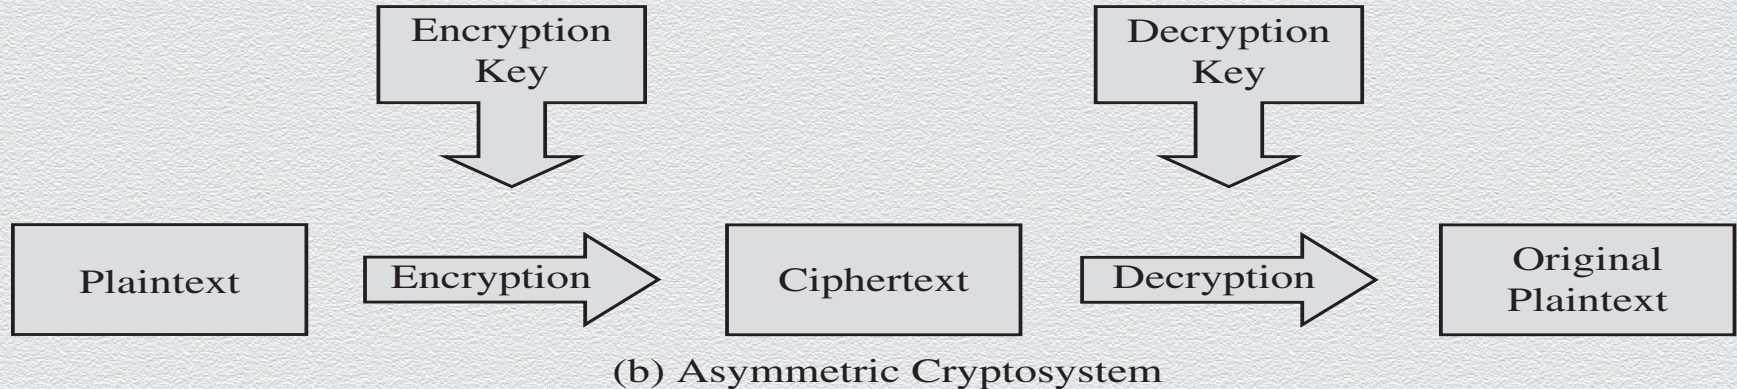 Encryption
Key
Decryption
Key
Plaintext
Encryption
Ciphertext
Decryption
Original
Plaintext
(b) Asymmetric Cryptosystem